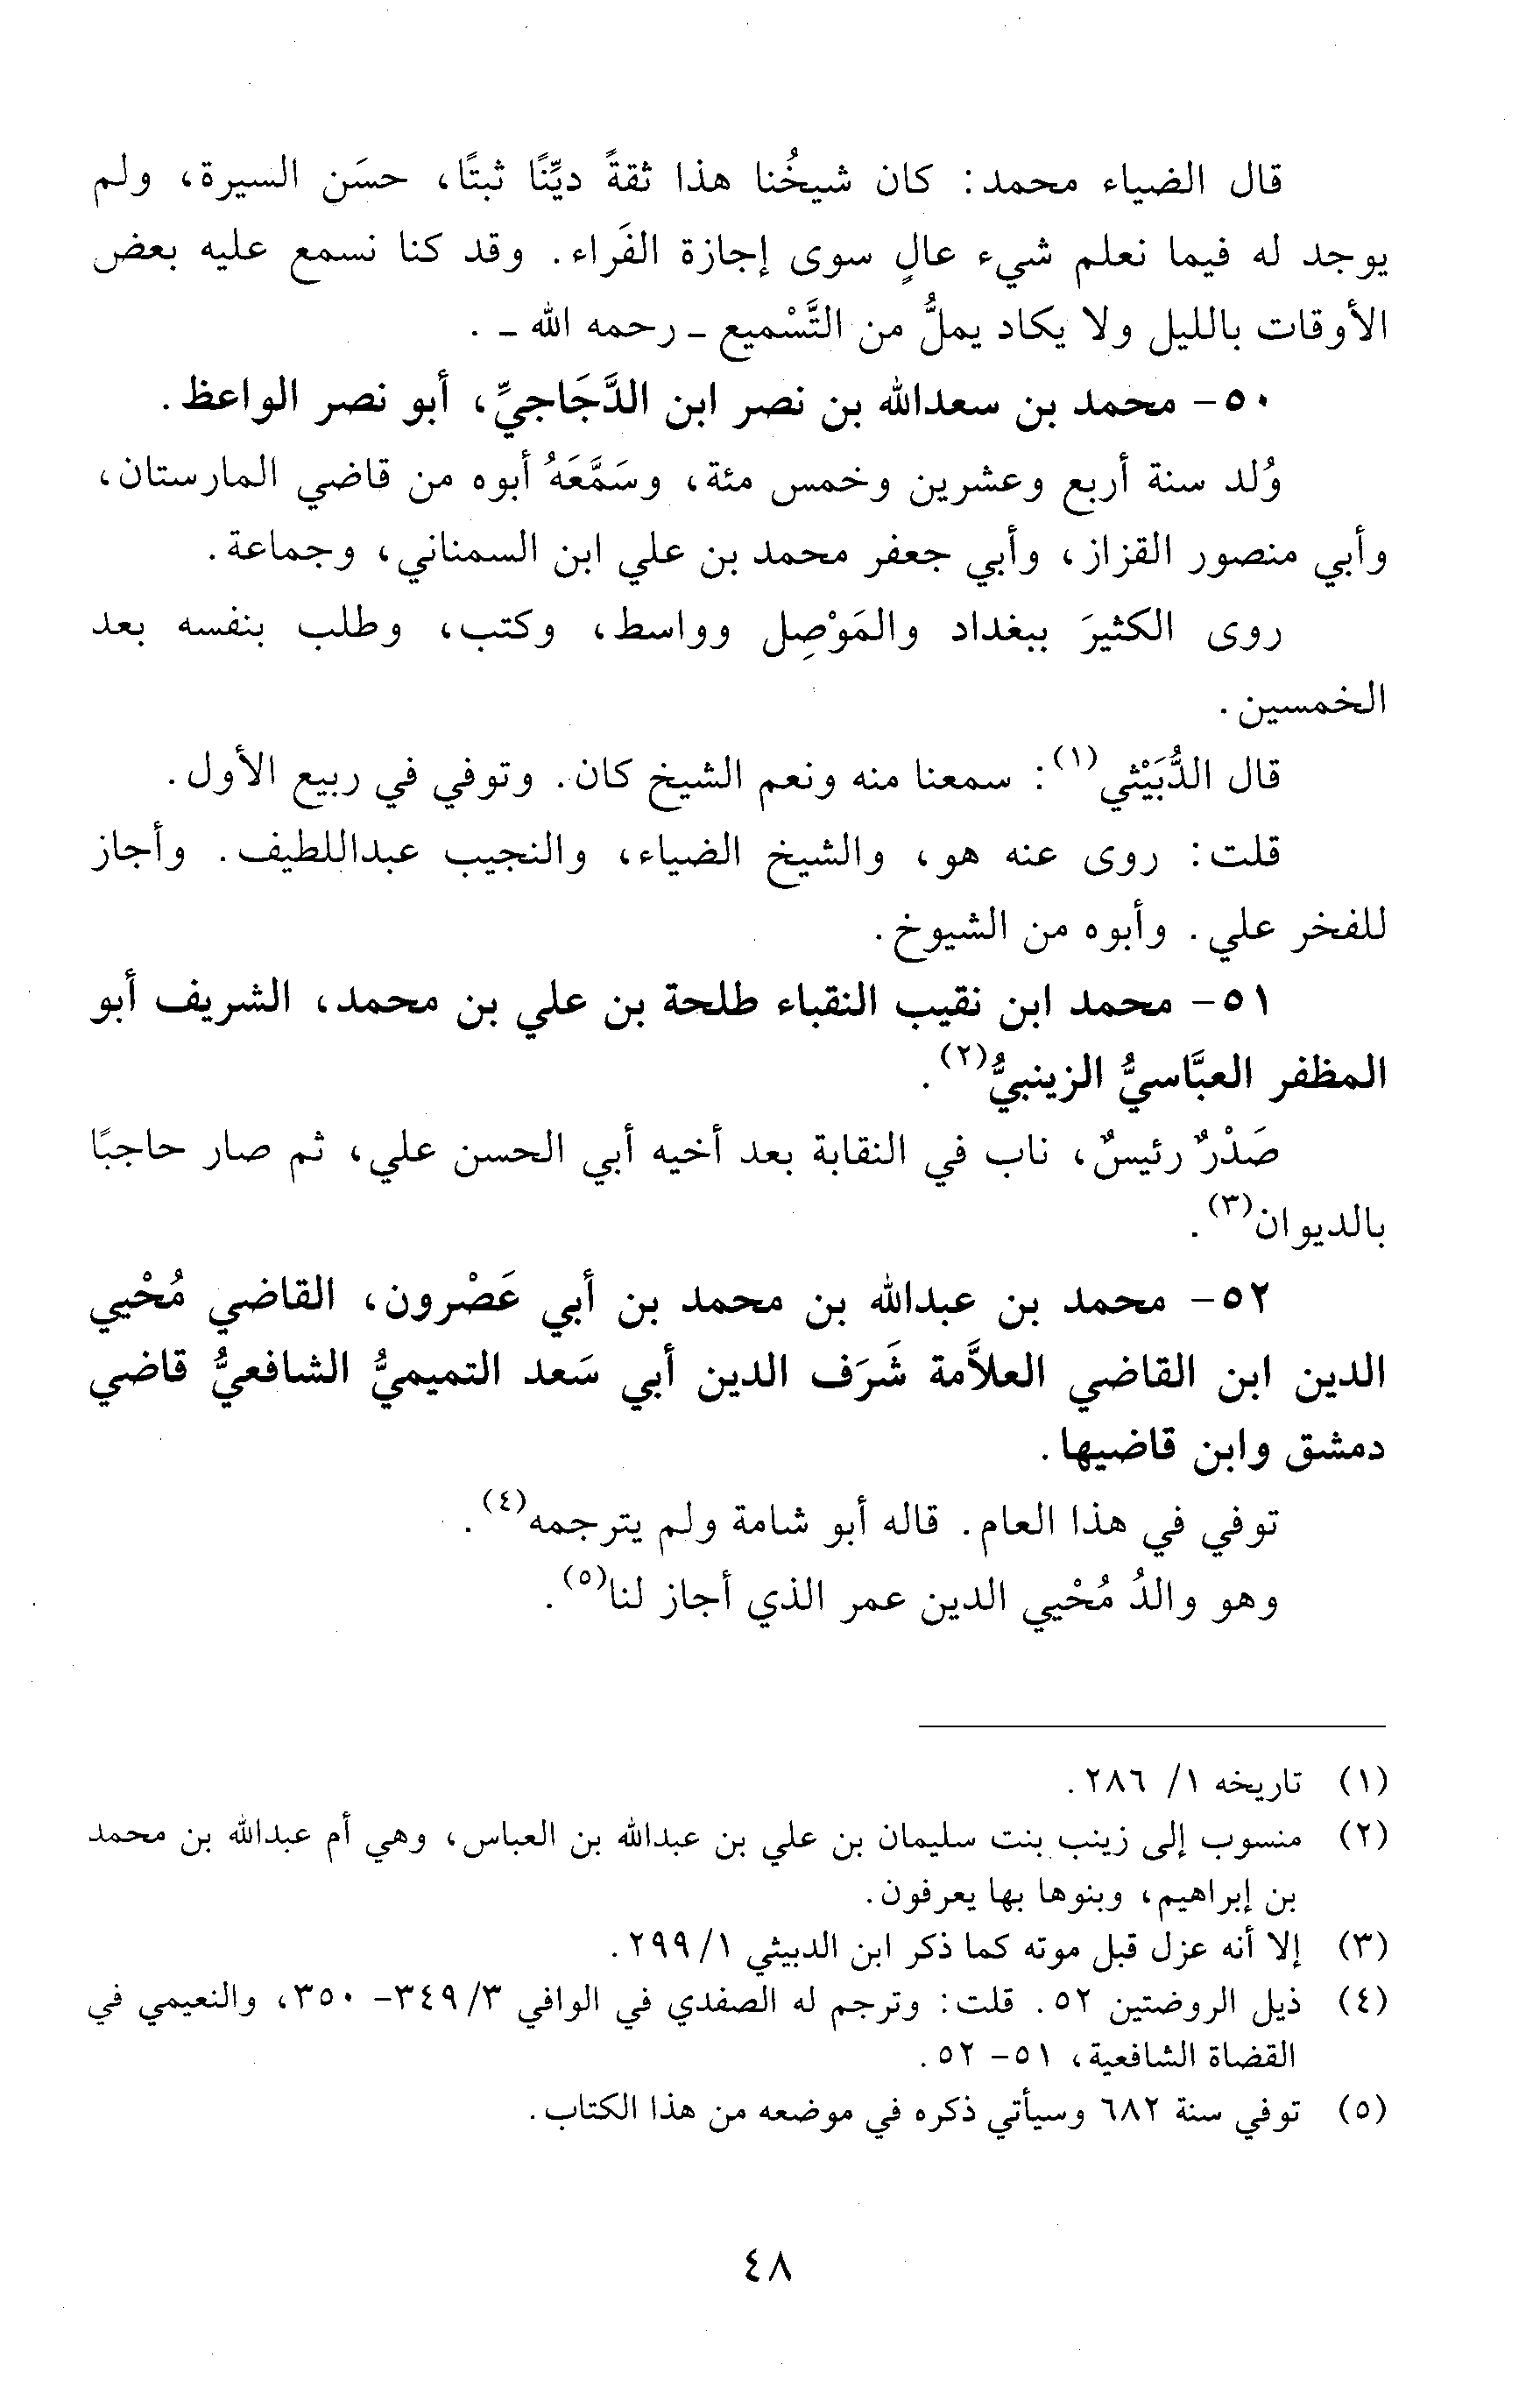 قال الضياء محمد: كان شيخُنا هذا ثقةً ديِّنًا ثبتًا، حسَن السيرة، ولم
يوجد له فيما نعلم شيء عالٍ سوى إجازة الفَراء. وقد كنا نسمع عليه بعض
الأوقات بالليل ولا يكاد يملُّ من التَّسْميع ـ رحمه الله ـ .
٥٠- محمد بن سعدالله بن نصر ابن الدَّجَاجيِّ، أبو نصر الواعظ.
وُلد سنة أربع وعشرين وخمس مئة، وسَمَّعَهُ أبوه من قاضي المارستان،
وأبي منصور القزاز، وأبي جعفر محمد بن علي ابن السمناني، وجماعة.
روى الكثيرَ ببغداد والمَوْصِل وواسط، وكتب، وطلب بنفسه بعد
الخمسين.
قال الدُّبَيْثي(١): سمعنا منه ونعم الشيخ كان. وتوفي في ربيع الأول.
قلت: روى عنه هو، والشيخ الضياء، والنجيب عبداللطيف. وأجاز
للفخر علي. وأبوه من الشيوخ.
٥١- محمد ابن نقيب النقباء طلحة بن علي بن محمد، الشريف أبو
المظفر العبَّاسيُّ الزينبيُّ(٢).
صَدْرٌ رئيسٌ، ناب في النقابة بعد أخيه أبي الحسن علي، ثم صار حاجبًا
بالديوان(٣).
٥٢- محمد بن عبدالله بن محمد بن أبي عَصْرون، القاضي مُحْيي
الدين ابن القاضي العلاَّمة شَرَف الدين أبي سَعد التميميُّ الشافعيُّ قاضي
دمشق وابن قاضيها.
توفي في هذا العام. قاله أبو شامة ولم يترجمه(٤).
وهو والدُ مُحْيي الدين عمر الذي أجاز لنا(٥).
(١) تاريخه ١/ ٢٨٦.
(٢) منسوب إلى زينب بنت سليمان بن علي بن عبدالله بن العباس، وهي أم عبدالله بن محمد
بن إبراهيم، وبنوها بها يعرفون.
(٣) إلا أنه عزل قبل موته كما ذكر ابن الدبيثي ١/ ٢٩٩.
(٤) ذيل الروضتين ٥٢. قلت: وترجم له الصفدي في الوافي ٣/ ٣٤٩- ٣٥٠، والنعيمي في
القضاة الشافعية، ٥١- ٥٢.
(٥) توفي سنة ٦٨٢ وسيأتي ذكره في موضعه من هذا الكتاب.
٤٨